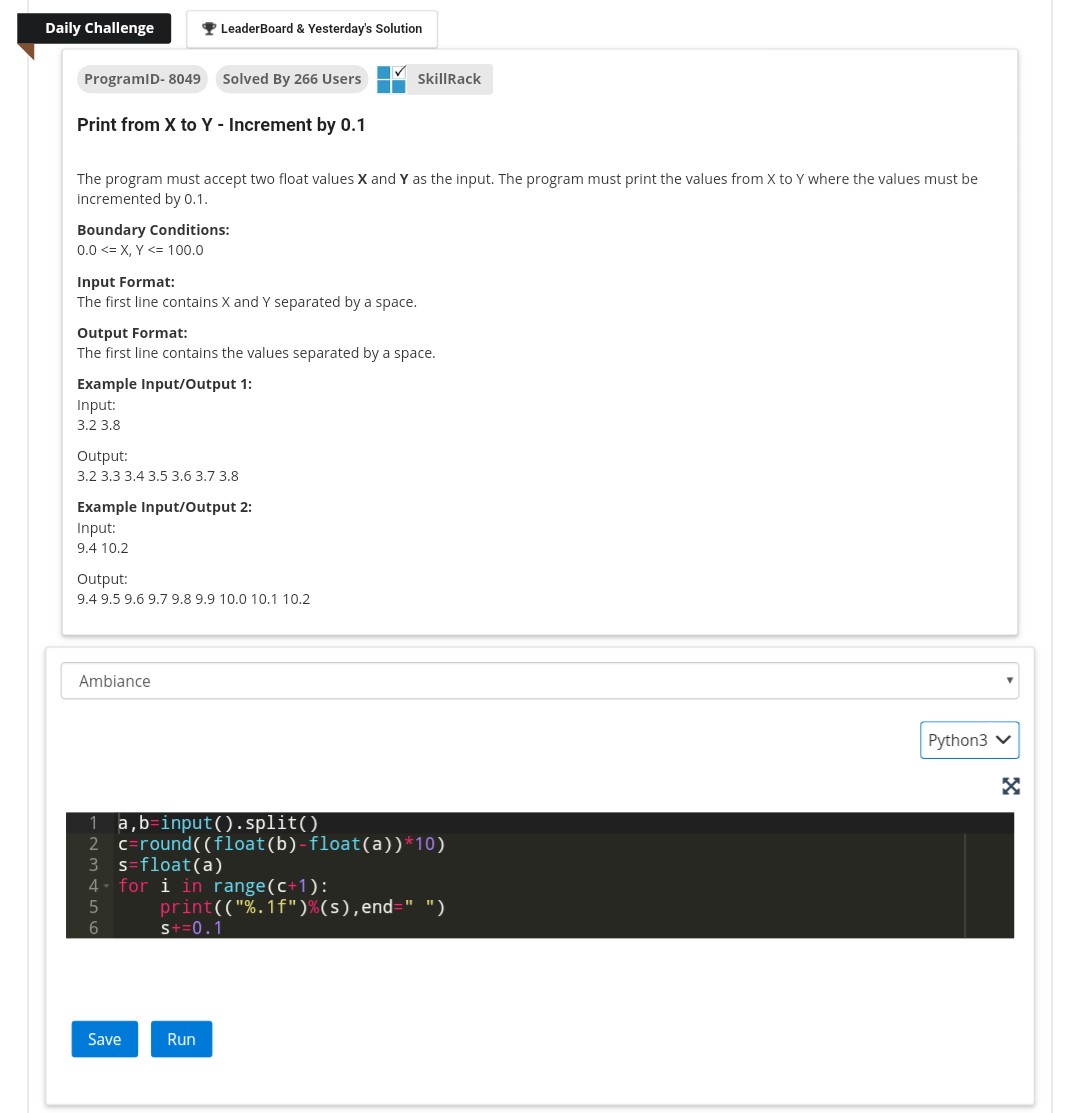 Daily Challenge
LeaderBoard & Yesterday's Solution
ProgramID- 8049
Solved By 266 Users
SkillRack
Print from X to Y - Increment by 0.1
The program must accept two float values X and Y as the input. The program must print the values from X to Y where the values must be
incremented by 0.1.
Boundary Conditions:
0.0 <= X, Y <= 100.0
Input Format:
The first line contains X and Y separated by a space.
Output Format:
The first line contains the values separated by a space.
Example Input/Output 1:
Input:
3.2 3.8
Output:
3.2 3.3 3.4 3.5 3.6 3.7 3.8
Example Input/Output 2:
Input:
9.4 10.2
Output:
9.4 9.5 9.6 9.7 9.8 9.9 10.0 10.1 10.2
Ambiance
Python3
1 a,b=input().split()
2 c=round((float(b)-float(a))*10)
3 s=float(a)
4 for i in range(c+1):
5     print(("%.1f")%(s),end=" ")
6     s+=0.1
Save
Run